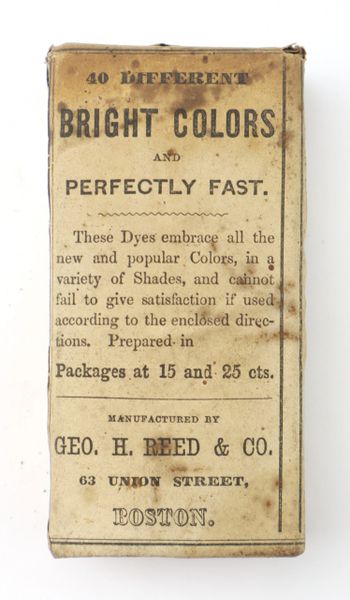 40 DIFFERENT
BRIGHT COLORS
AND
PERFECTLY FAST.
These Dyes embrace all the
new and popular Colors, in a
variety of Shades, and cannot
fail to give satisfaction if used
according to the enclosed direc-
tions. Prepared in
Packages at 15 and 25 cts.
MANUFACTURED BY
GEO. H. REED & CO.
63 UNION STREET,
BOSTON.